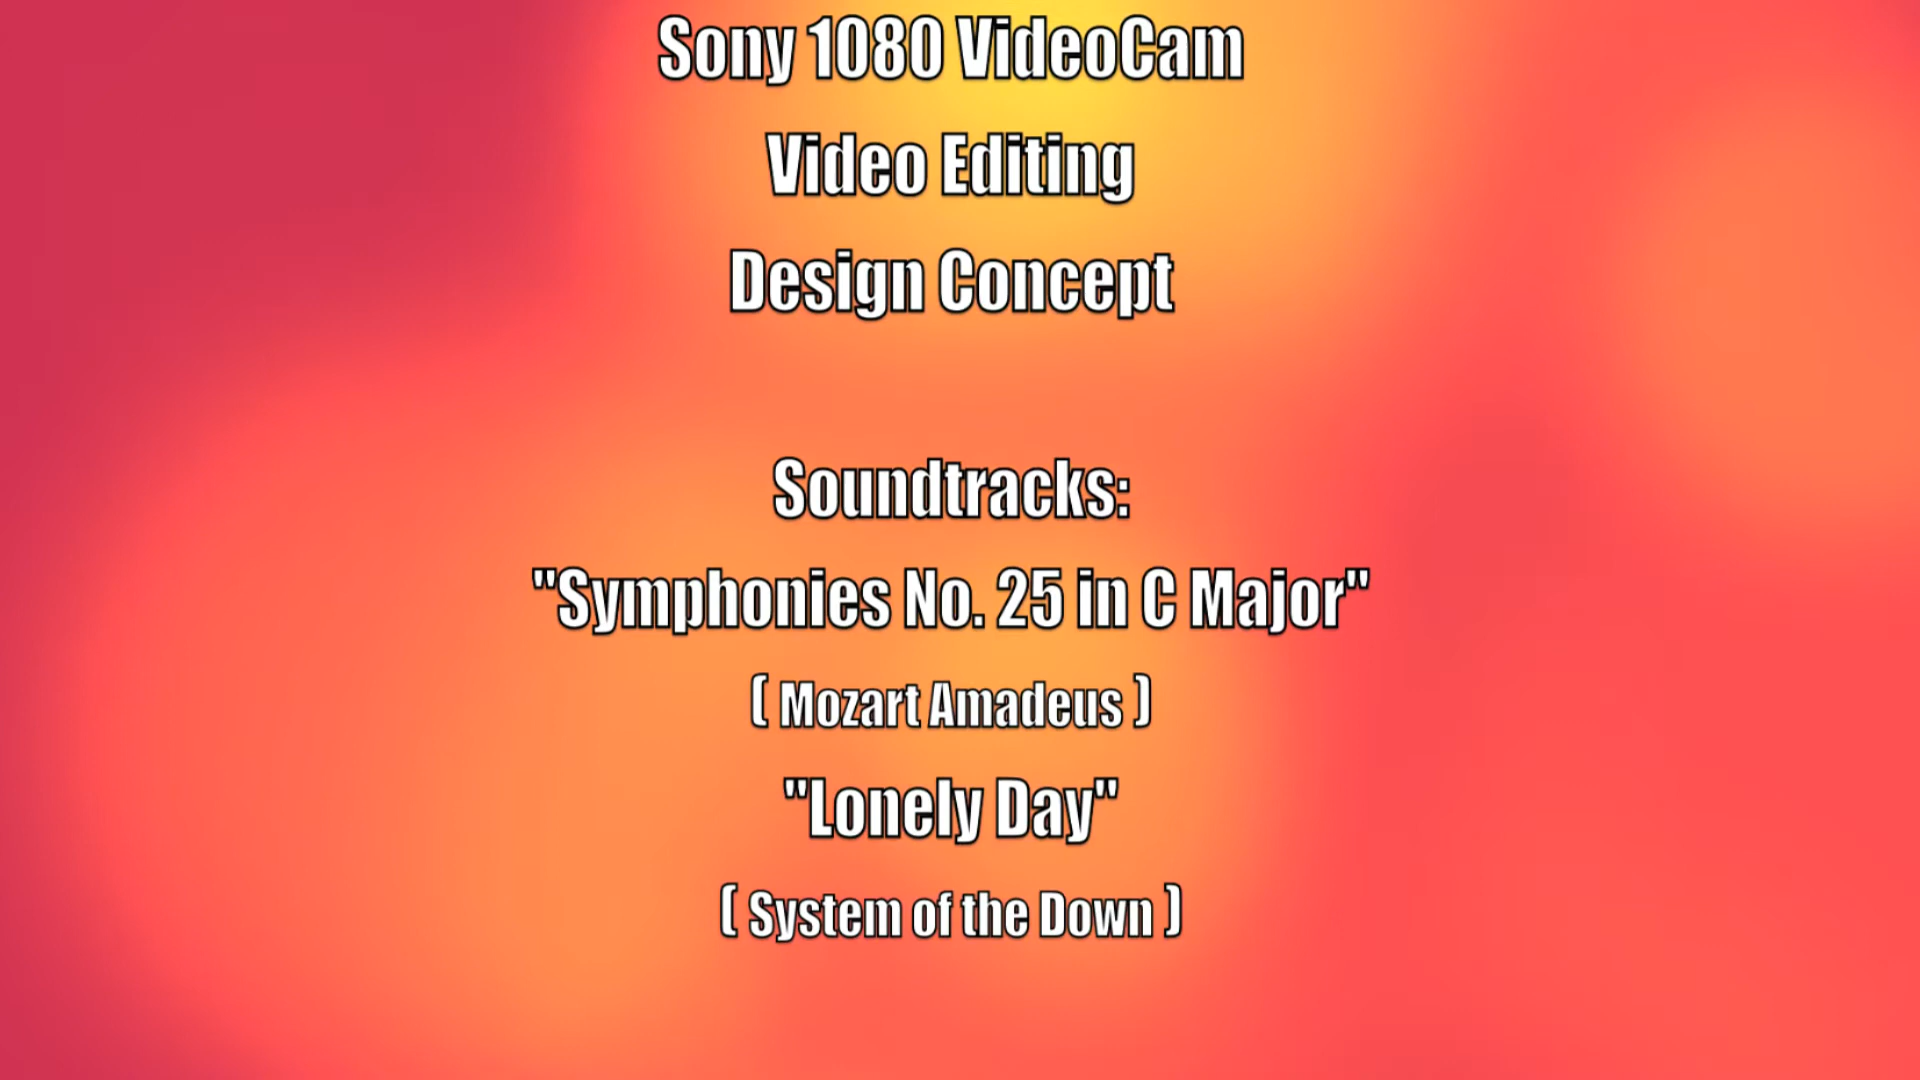 Sony 1080 VideoCam
Video Editing
Design Concept
Soundtracks:
"Symphonies No. 25 in C Major"
( Mozart Amadeus )
"Lonely Day"
( System of the Down )